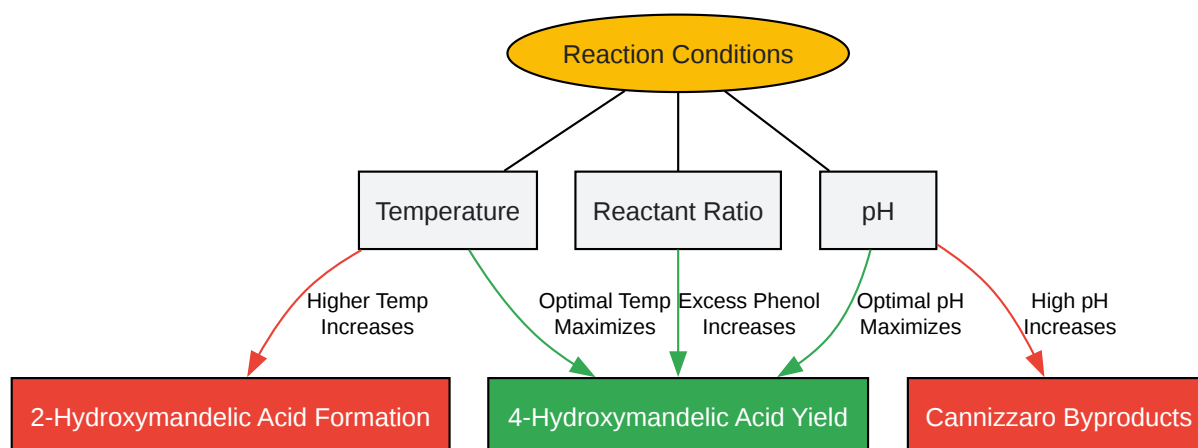 Reaction Conditions
Temperature
Reactant Ratio
pH
Higher Temp
Increases
Optimal Temp
Maximizes
Excess Phenol
Increases
Optimal pH
Maximizes
High pH
Increases
2-Hydroxymandelic Acid Formation
4-Hydroxymandelic Acid Yield
Cannizzaro Byproducts